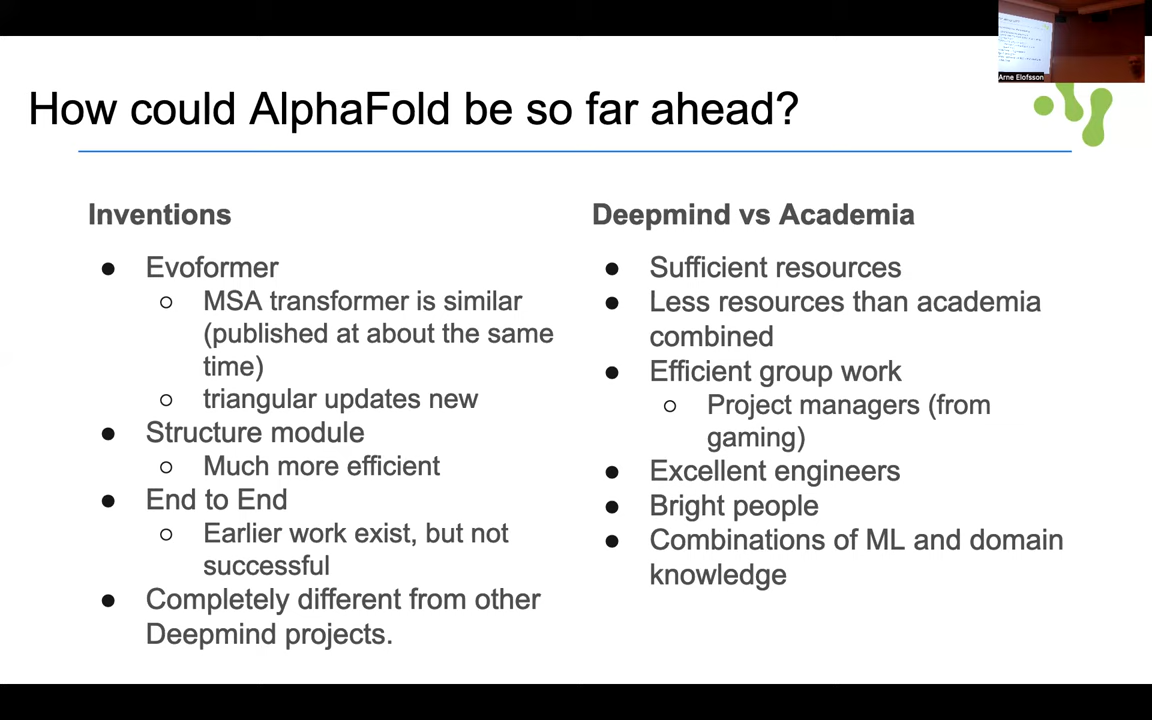 Arne Elofsson
How could AlphaFold be so far ahead?
Inventions
● Evoformer
○ MSA transformer is similar
(published at about the same
time)
○ triangular updates new
● Structure module
○ Much more efficient
● End to End
○ Earlier work exist, but not
successful
● Completely different from other
Deepmind projects.
Deepmind vs Academia
● Sufficient resources
● Less resources than academia
combined
● Efficient group work
○ Project managers (from
gaming)
● Excellent engineers
● Bright people
● Combinations of ML and domain
knowledge